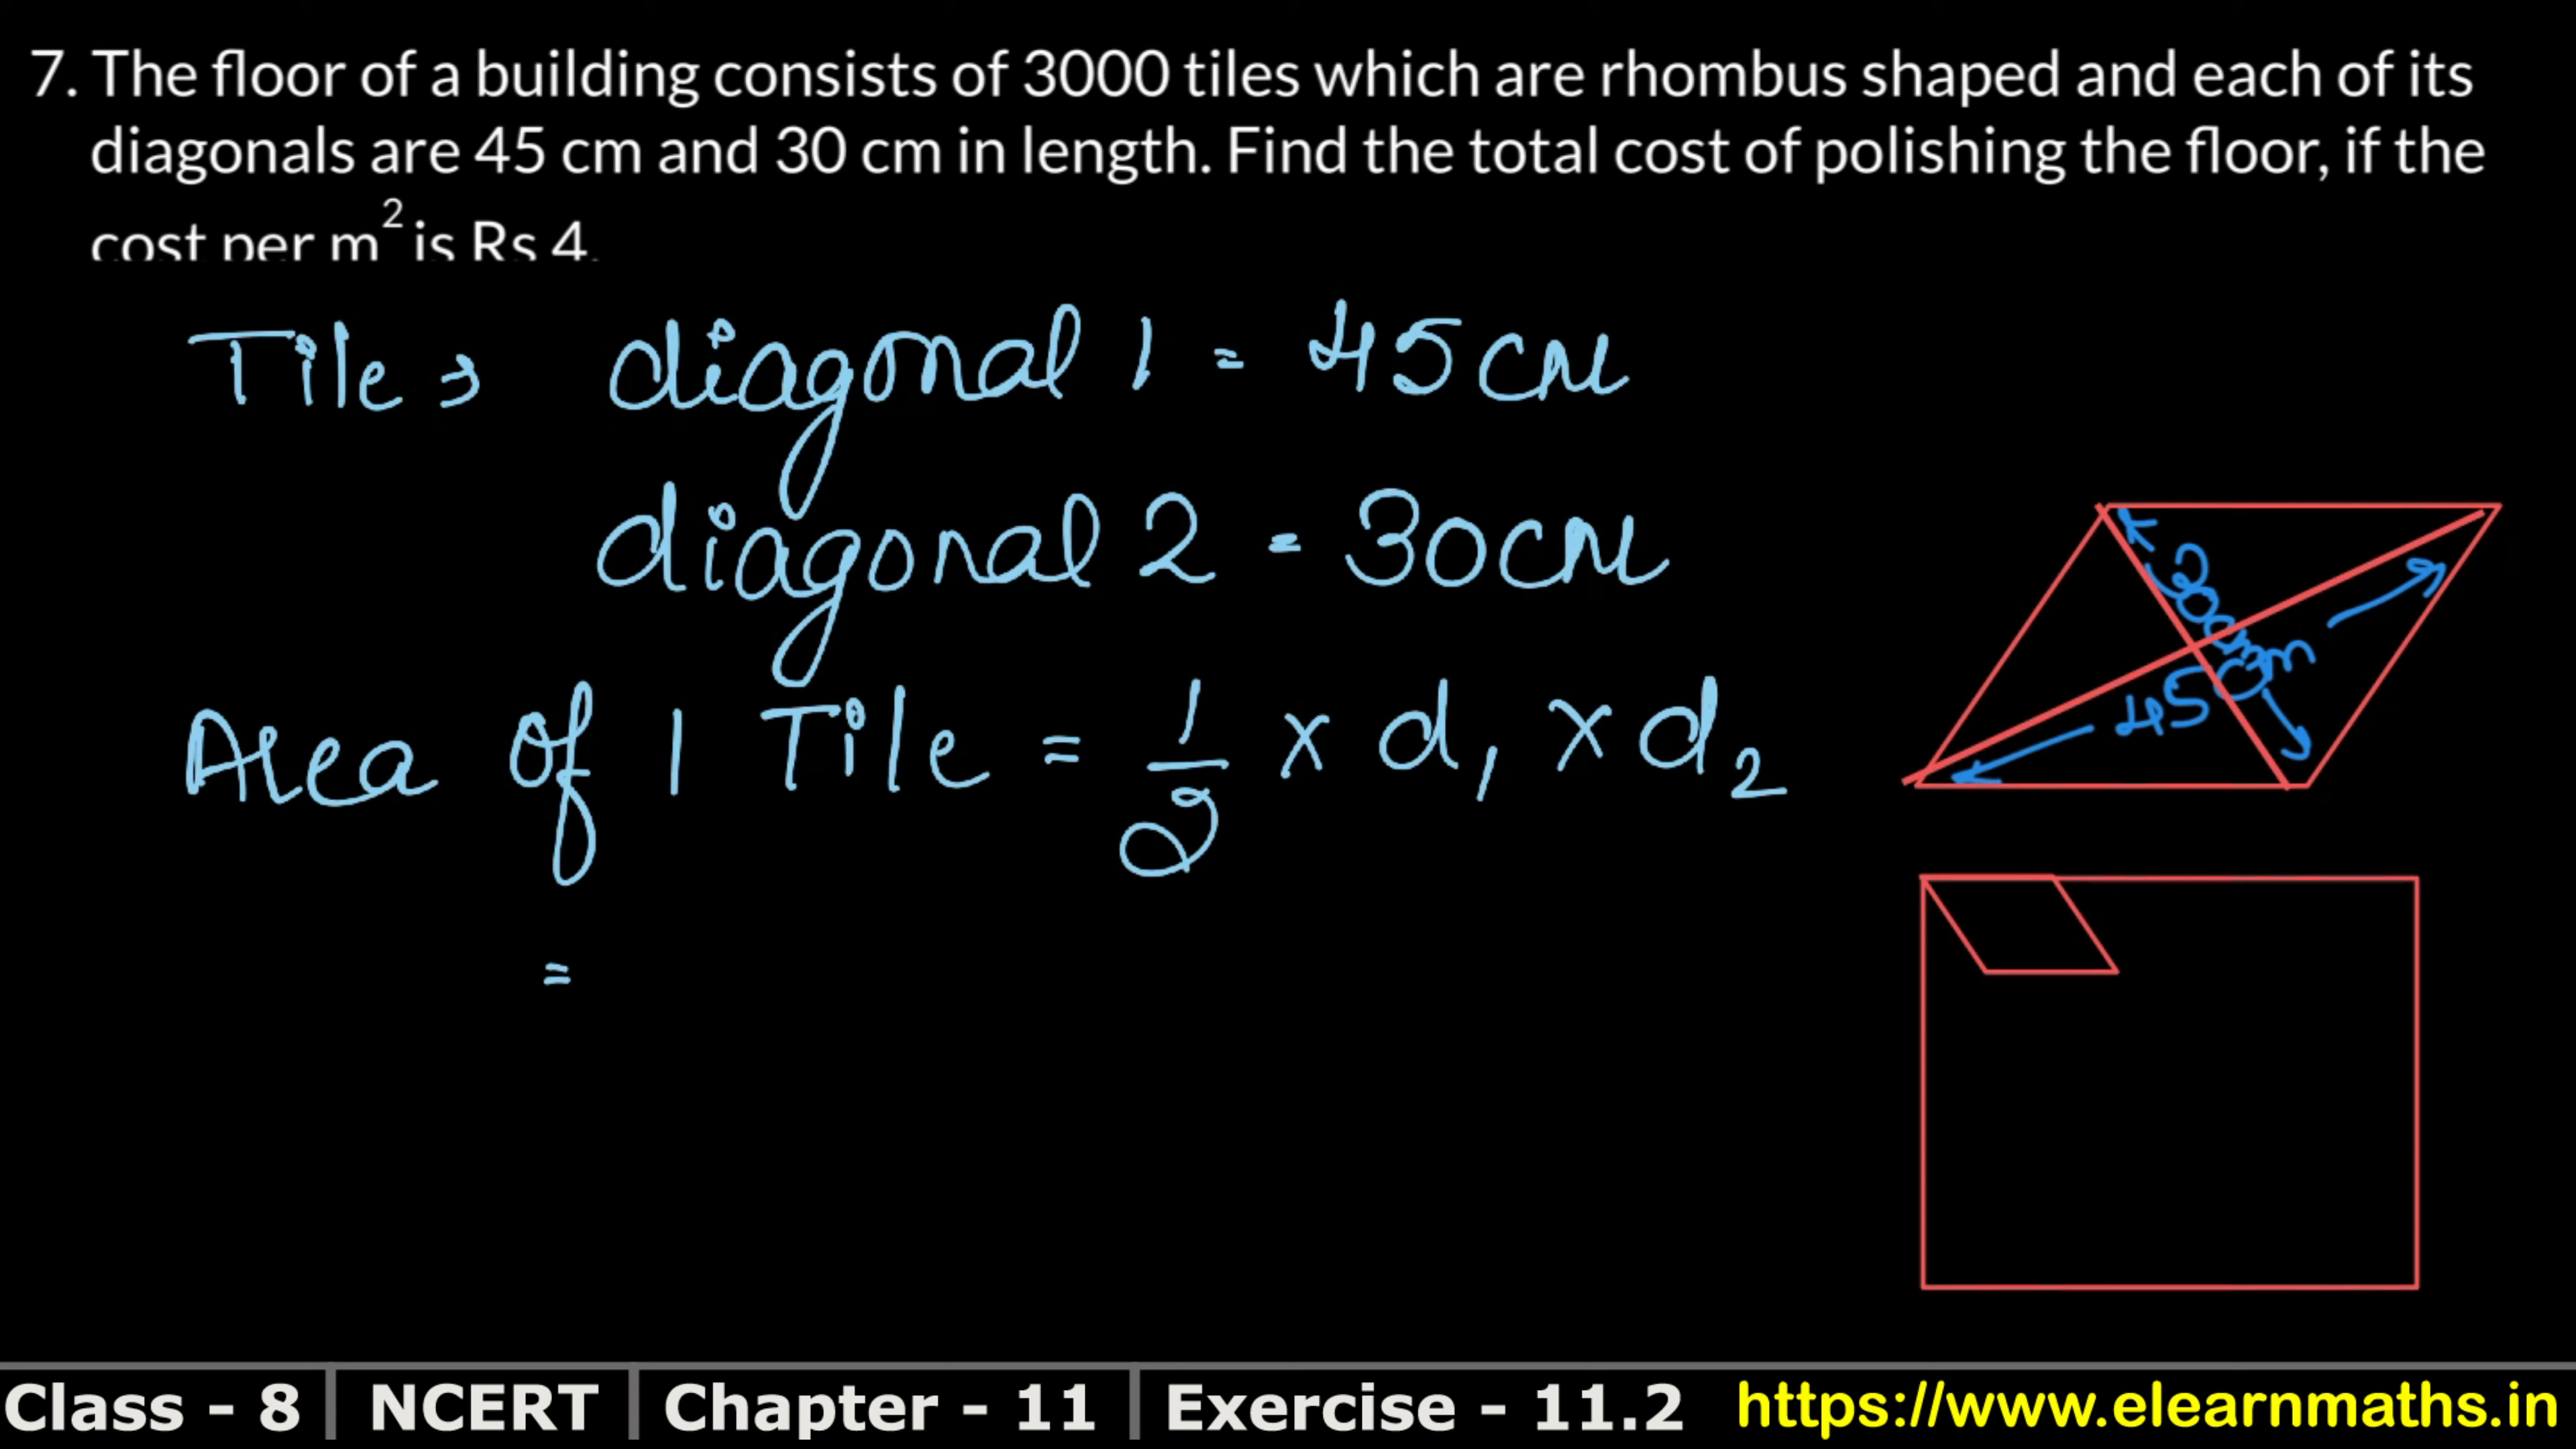 7. The floor of a building consists of 3000 tiles which are rhombus shaped and each of its
diagonals are 45 cm and 30 cm in length. Find the total cost of polishing the floor, if the
cost per m² is Rs 4.
Tile → diagonal 1 = 45cm
diagonal 2 = 30cm
Area of 1 Tile = 1/2 × d₁ × d₂
=
30cm
45cm
Class - 8 | NCERT | Chapter - 11 | Exercise - 11.2 https://www.elearnmaths.in